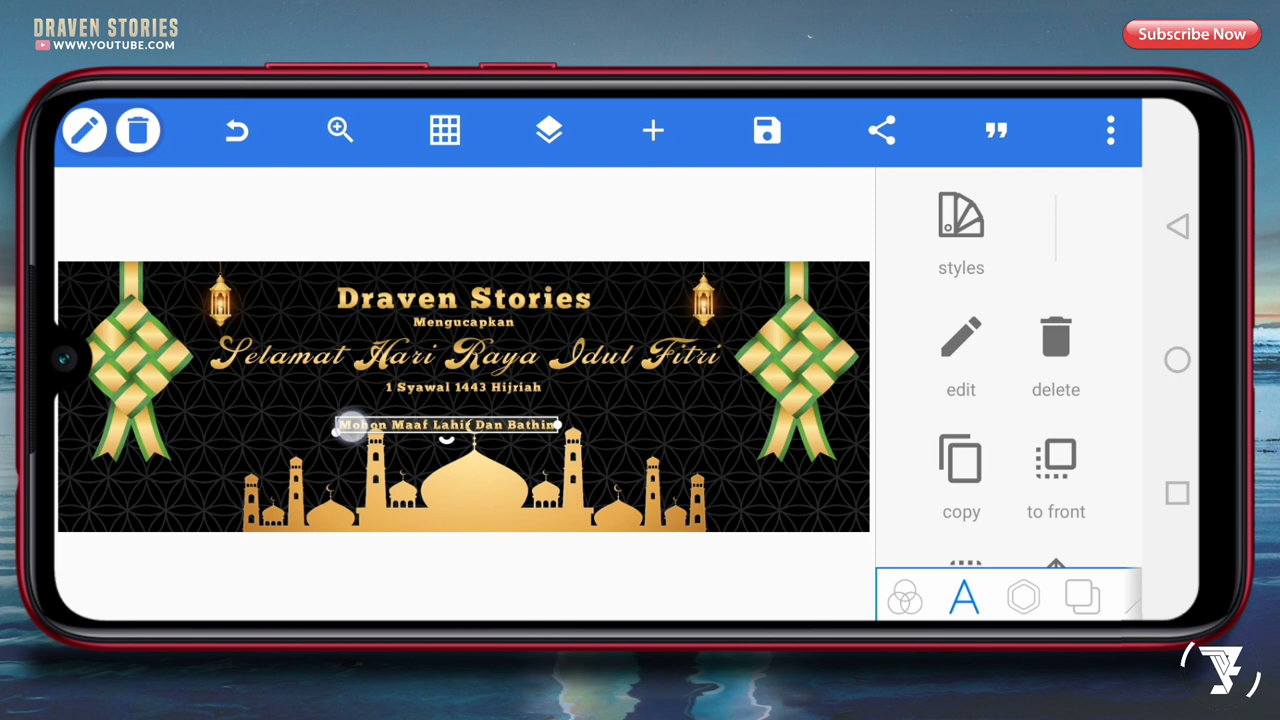 DRAVEN STORIES
WWW.YOUTUBE.COM
Subscribe Now
styles
Draven Stories
Mengucapkan
Selamat Hari Raya Idul Fitri
1 Syawal 1443 Hijriah
Mohon Maaf Lahit Dan Bathin
edit
delete
copy
to front